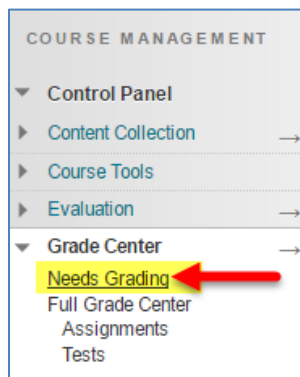 COURSE MANAGEMENT
Control Panel
Content Collection
Course Tools
Evaluation
Grade Center
Needs Grading
Full Grade Center
Assignments
Tests